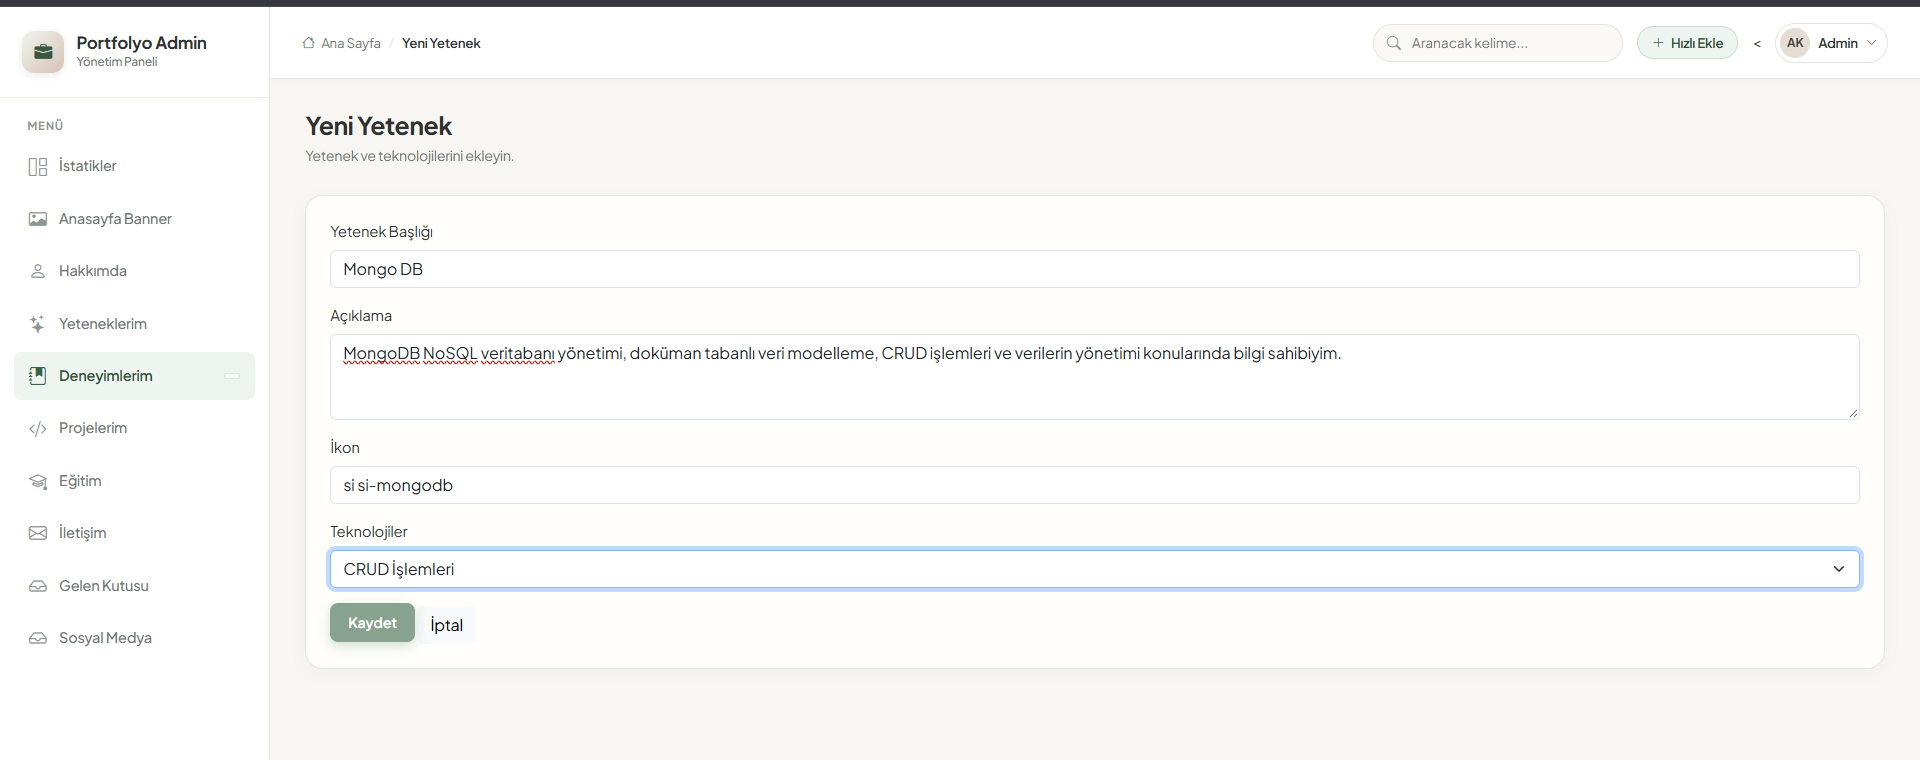 Portfolyo Admin
Yönetim Paneli
MENÜ
İstatikler
Anasayfa Banner
Hakkımda
Yeteneklerim
Deneyimlerim
Projelerim
Eğitim
İletişim
Gelen Kutusu
Sosyal Medya
Ana Sayfa / Yeni Yetenek
Aranacak kelime...
+ Hızlı Ekle
<
AK Admin
Yeni Yetenek
Yetenek ve teknolojilerini ekleyin.
Yetenek Başlığı
Mongo DB
Açıklama
MongoDB NoSQL veritabanı yönetimi, doküman tabanlı veri modelleme, CRUD işlemleri ve verilerin yönetimi konularında bilgi sahibiyim.
İkon
si si-mongodb
Teknolojiler
CRUD İşlemleri
Kaydet
İptal